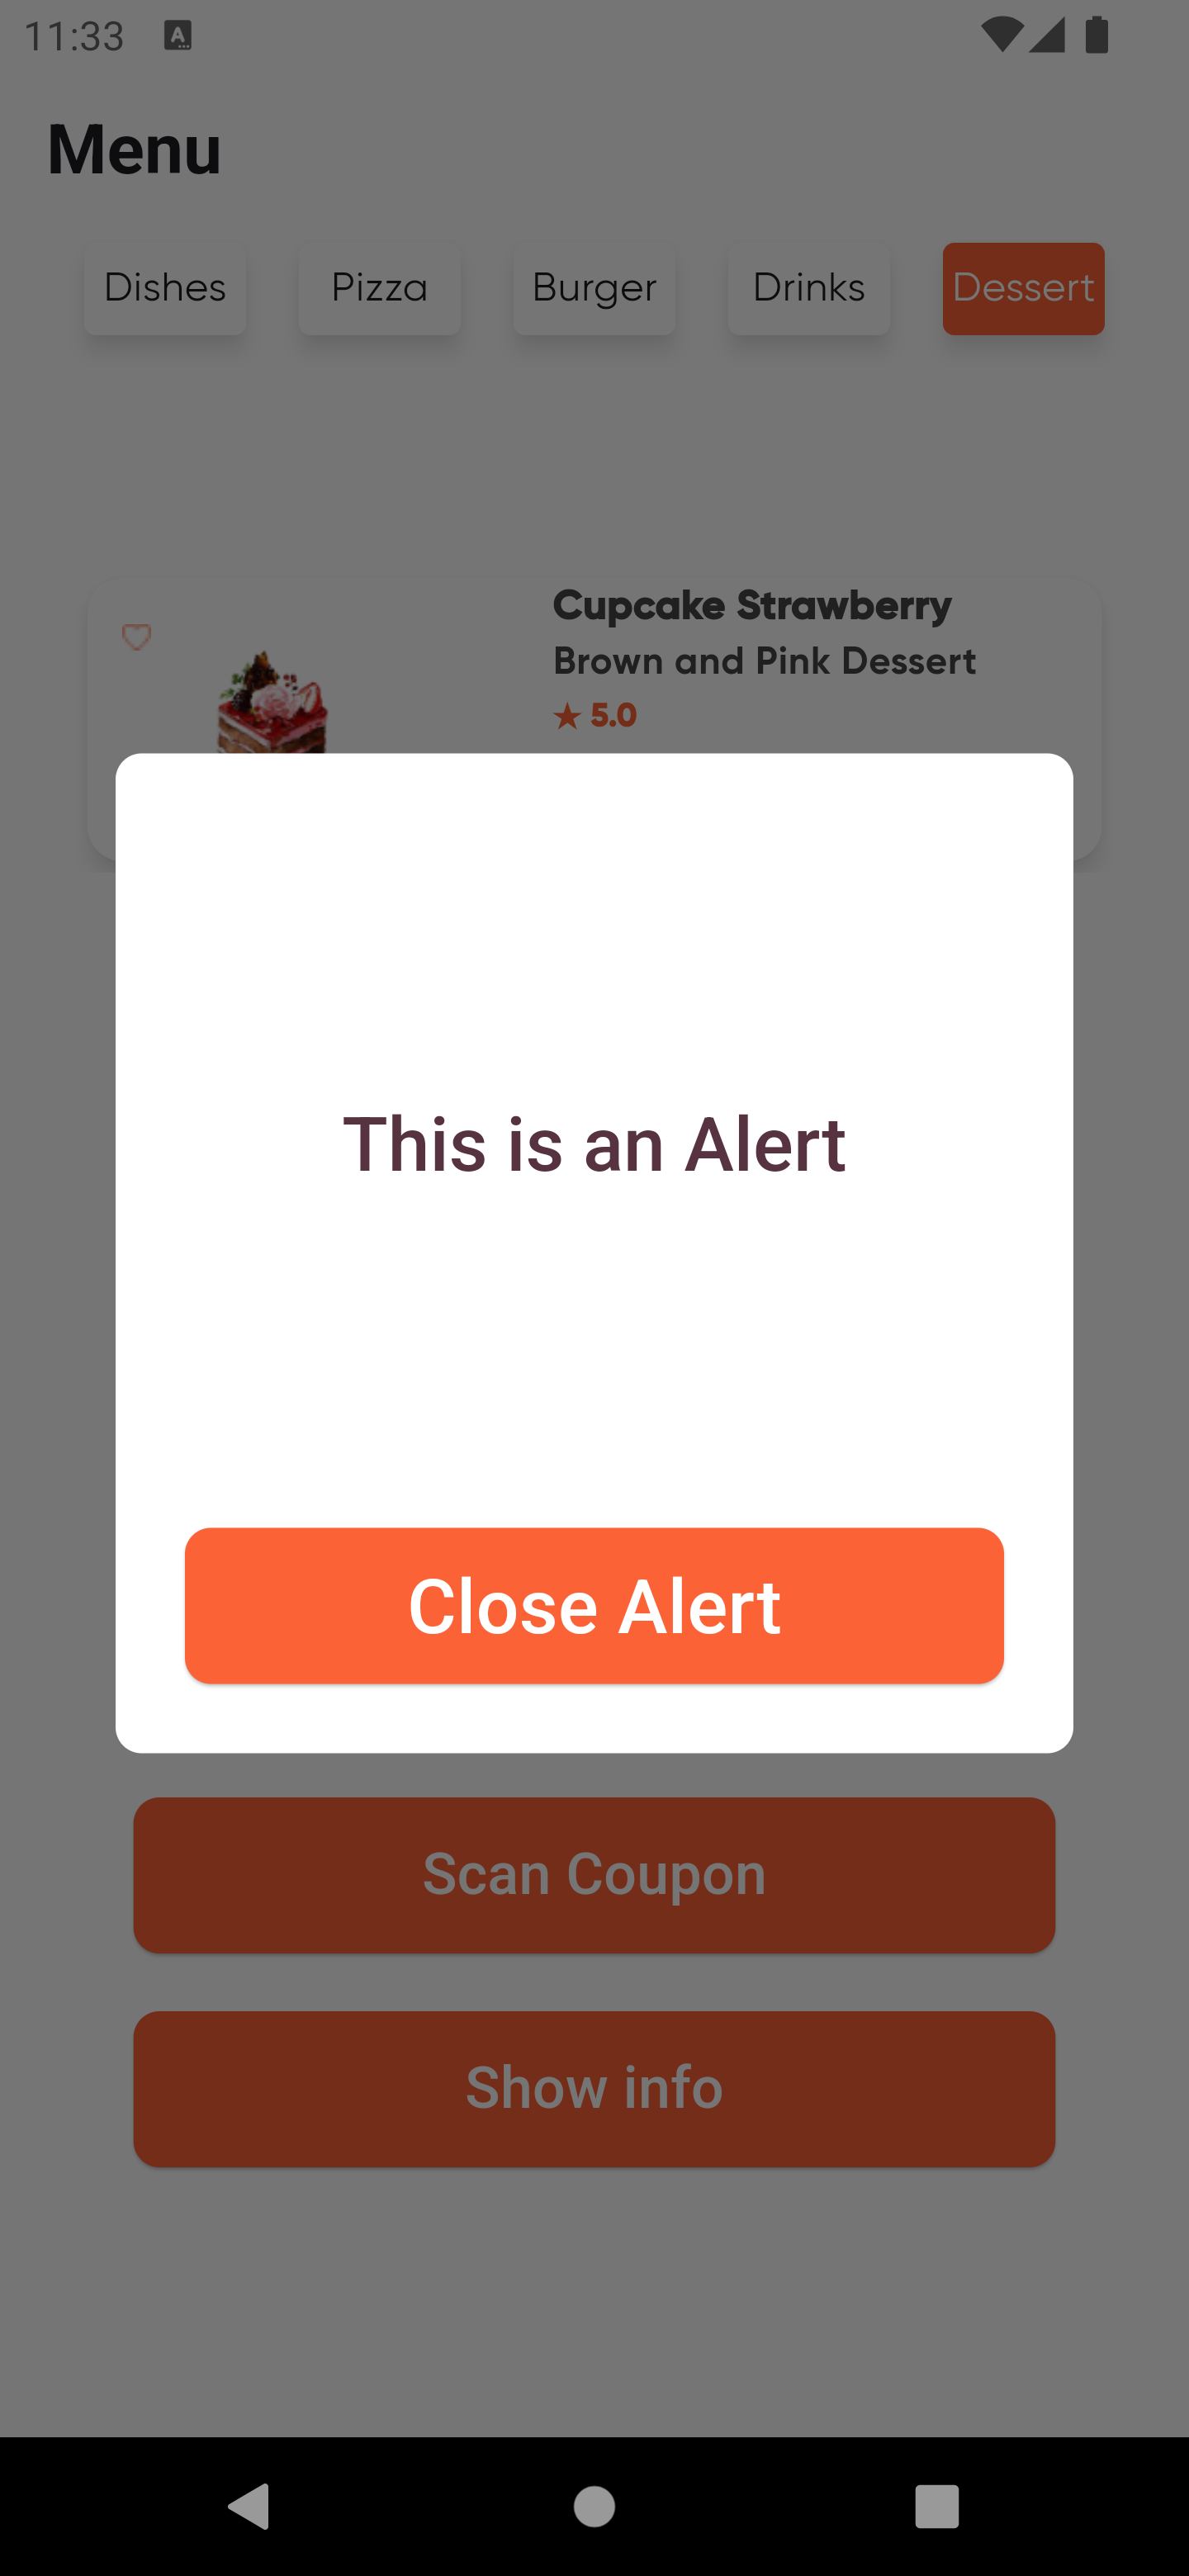 11:33
Menu
Dishes Pizza Burger Drinks Dessert
Cupcake Strawberry
Brown and Pink Dessert
★ 5.0
This is an Alert
Close Alert
Scan Coupon
Show info